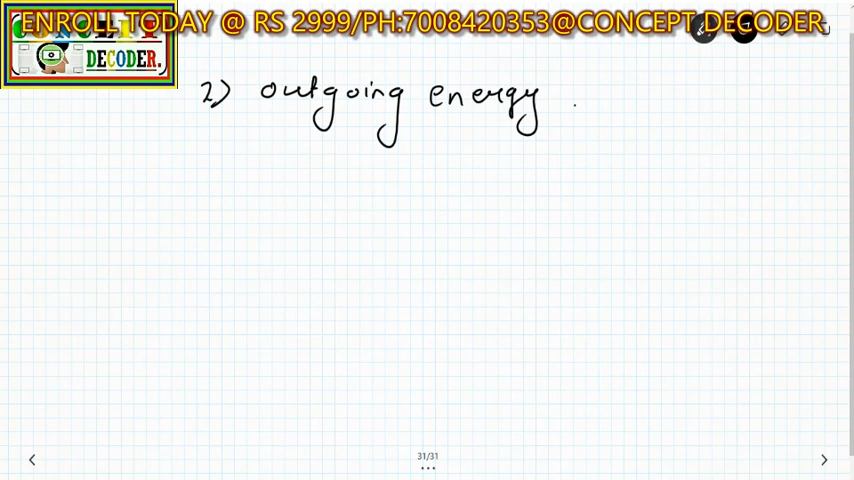 ENROLL TODAY @ RS 2999/PH:7008420353@CONCEPT DECODER.
DECODER.
2) outgoing energy .
31/31